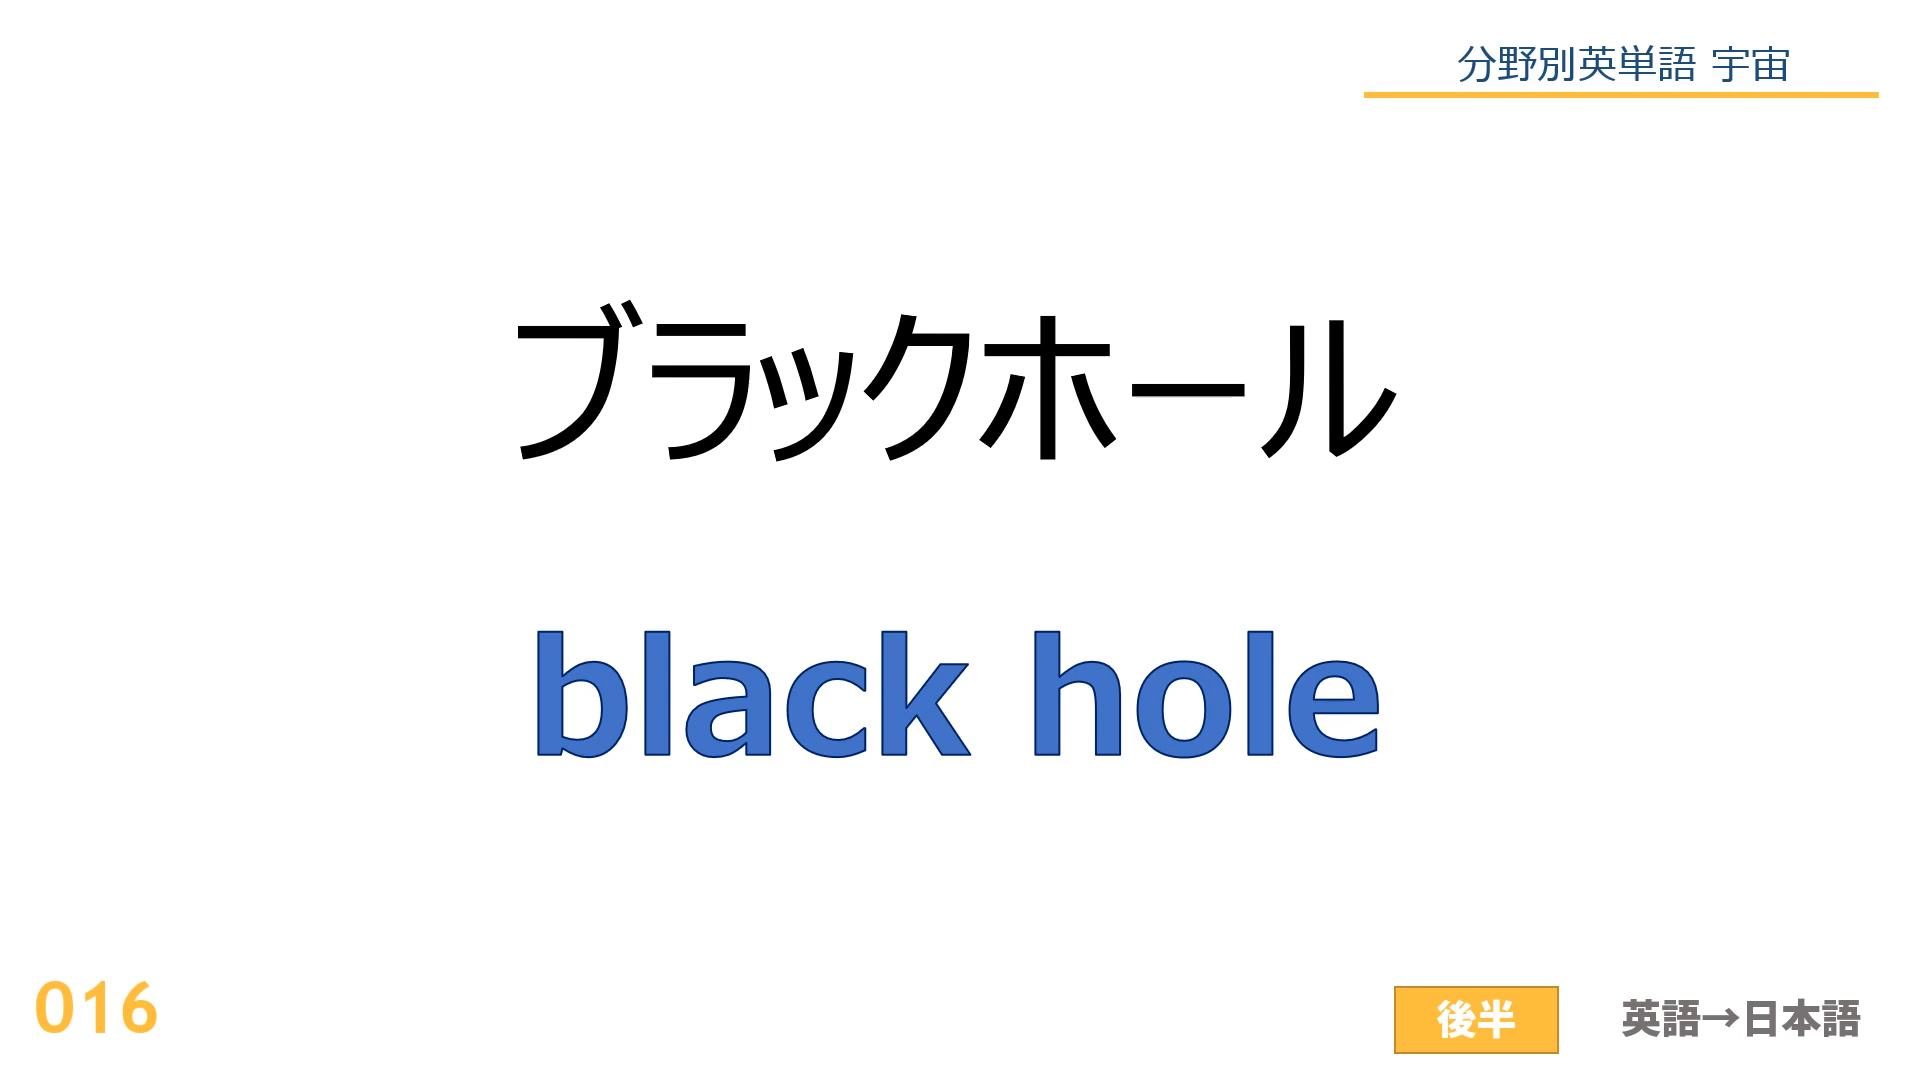 分野別英単語 宇宙
ブラックホール
black hole
016
後半
英語→日本語